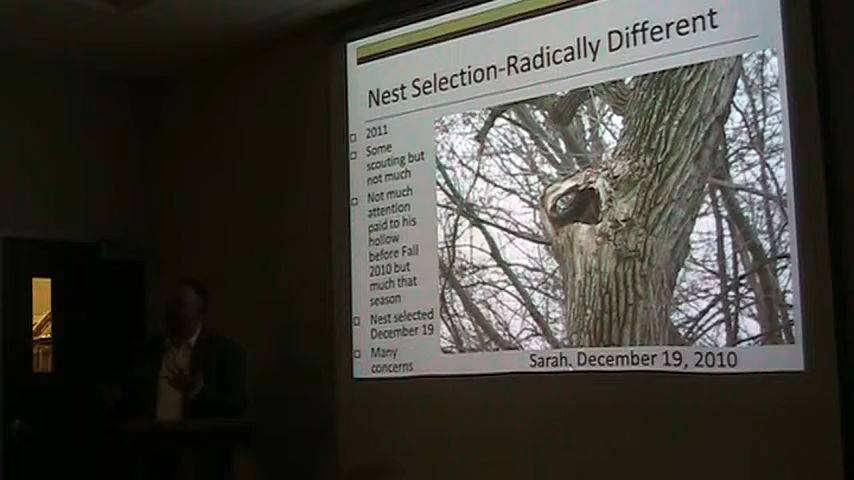 Nest Selection-Radically Different
2011
Some
scouting but
not much
Not much
attention
paid to his
hollow
before Fall
2010 but
much that
season
Nest selected
December 19
Many
concerns
Sarah, December 19, 2010